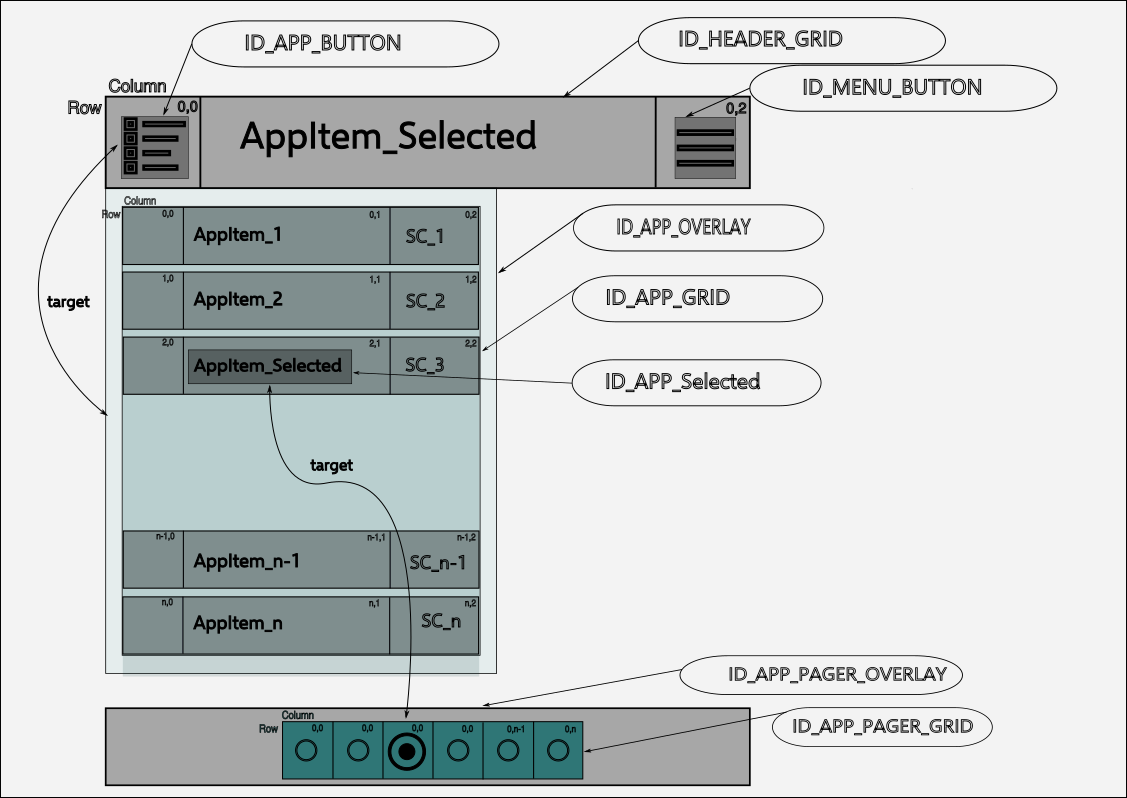 ID_APP_BUTTON
ID_HEADER_GRID
ID_MENU_BUTTON
Column
Row
0,0
AppItem_Selected
0,2
Column
Row
0,0
AppItem_1
0,1
SC_1
0,2
ID_APP_OVERLAY
1,0
AppItem_2
1,1
SC_2
1,2
ID_APP_GRID
target
2,0
AppItem_Selected
2,1
SC_3
2,2
ID_APP_Selected
target
n-1,0
AppItem_n-1
n-1,1
SC_n-1
n-1,2
n,0
AppItem_n
n,1
SC_n
n,2
ID_APP_PAGER_OVERLAY
ID_APP_PAGER_GRID
Column
Row
0,0
0,0
0,0
0,0
0,n-1
0,n